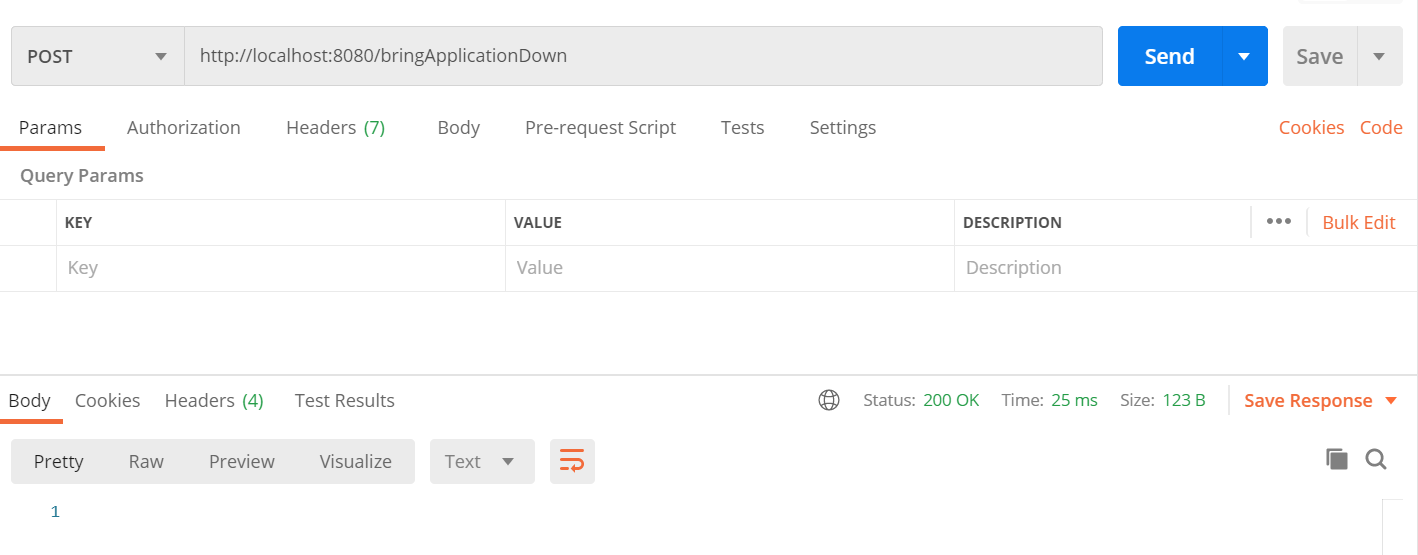 POST http://localhost:8080/bringApplicationDown Send Save
Params Authorization Headers (7) Body Pre-request Script Tests Settings Cookies Code
Query Params
KEY VALUE DESCRIPTION ••• Bulk Edit
Key Value Description
Body Cookies Headers (4) Test Results Status: 200 OK Time: 25 ms Size: 123 B Save Response
Pretty Raw Preview Visualize Text
1